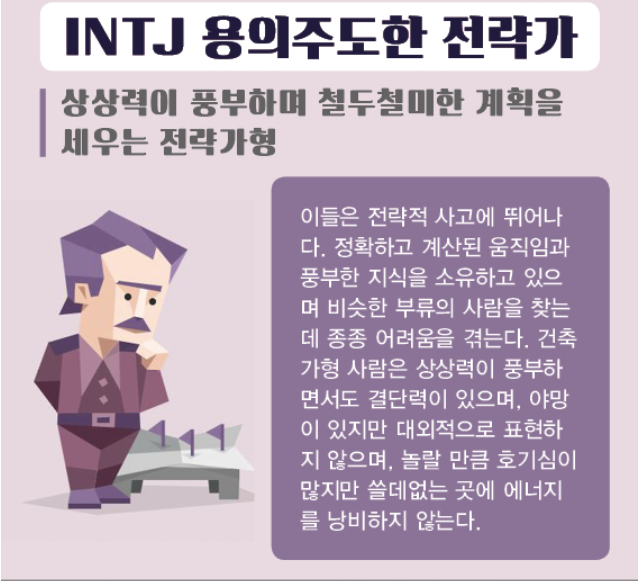 INTJ 용의주도한 전략가
상상력이 풍부하며 철두철미한 계획을
세우는 전략가형
이들은 전략적 사고에 뛰어나
다. 정확하고 계산된 움직임과
풍부한 지식을 소유하고 있으
며 비슷한 부류의 사람을 찾는
데 종종 어려움을 겪는다. 건축
가형 사람은 상상력이 풍부하
면서도 결단력이 있으며, 야망
이 있지만 대외적으로 표현하
지 않으며, 놀랄 만큼 호기심이
많지만 쓸데없는 곳에 에너지
를 낭비하지 않는다.